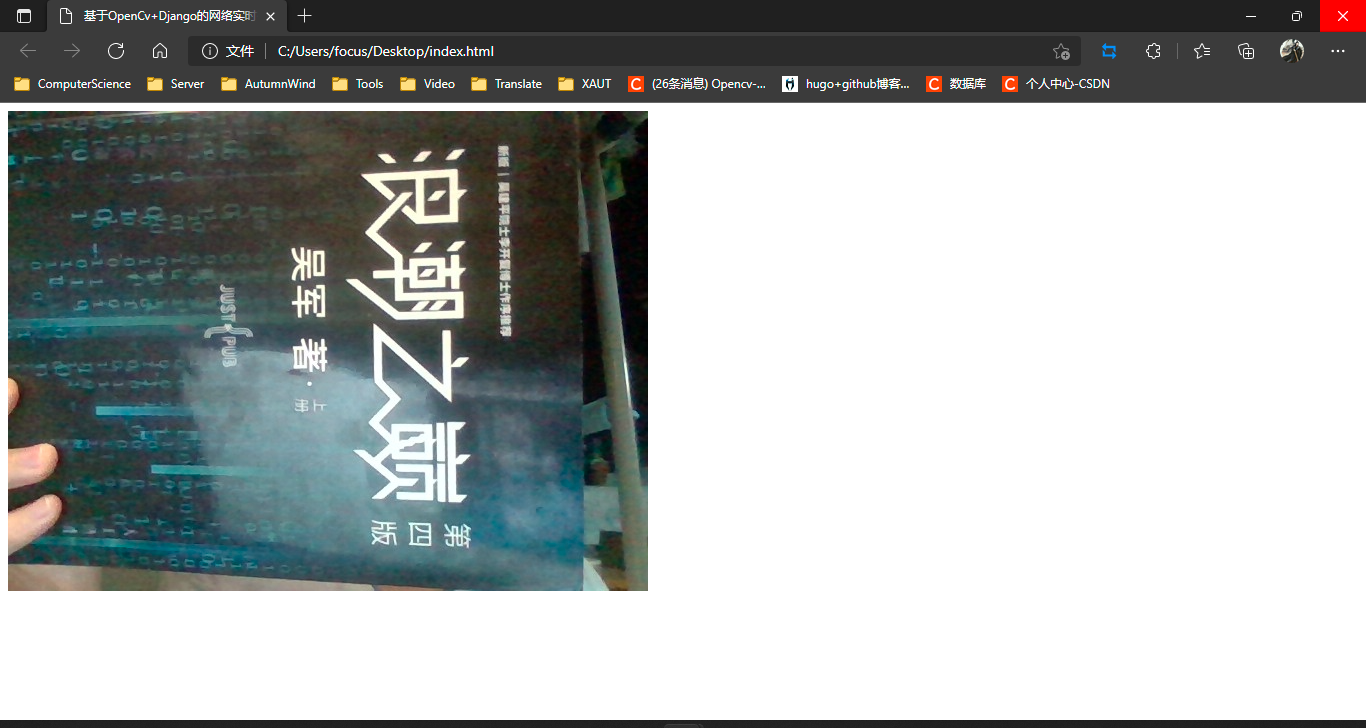 基于OpenCv+Django的网络实时
文件
C:/Users/focus/Desktop/index.html
ComputerScience
Server
AutumnWind
Tools
Video
Translate
XAUT
(26条消息) Opencv-...
hugo+github博客...
数据库
个人中心-CSDN
浪潮之巅
第四版
吴军 著·上册
JUST PUB